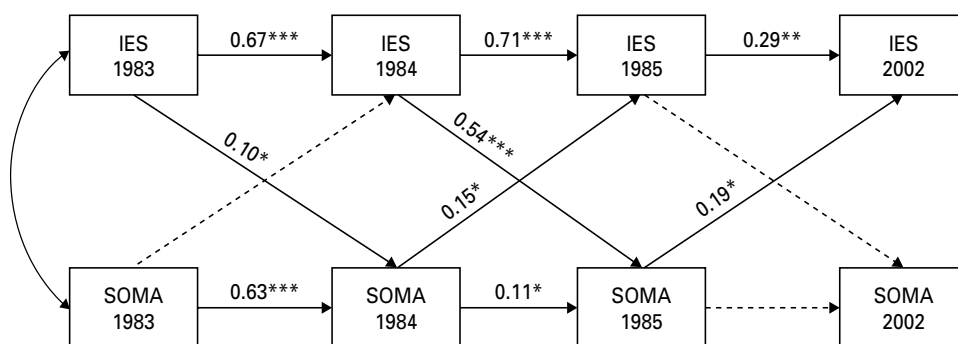 IES
1983
0.67***
IES
1984
0.71***
IES
1985
0.29**
IES
2002
0.10*
0.54***
0.15*
0.19*
SOMA
1983
0.63***
SOMA
1984
0.11*
SOMA
1985
SOMA
2002